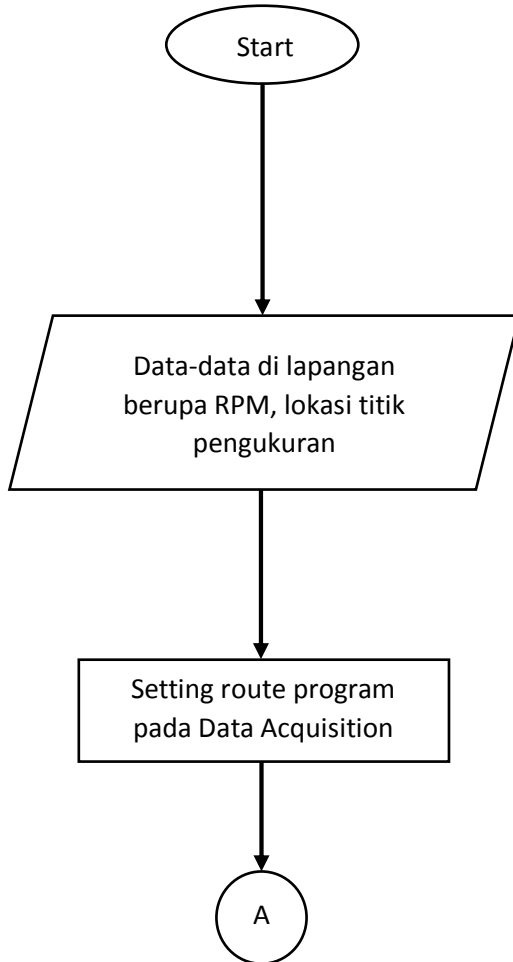 Start
Data-data di lapangan
berupa RPM, lokasi titik
pengukuran
Setting route program
pada Data Acquisition
A